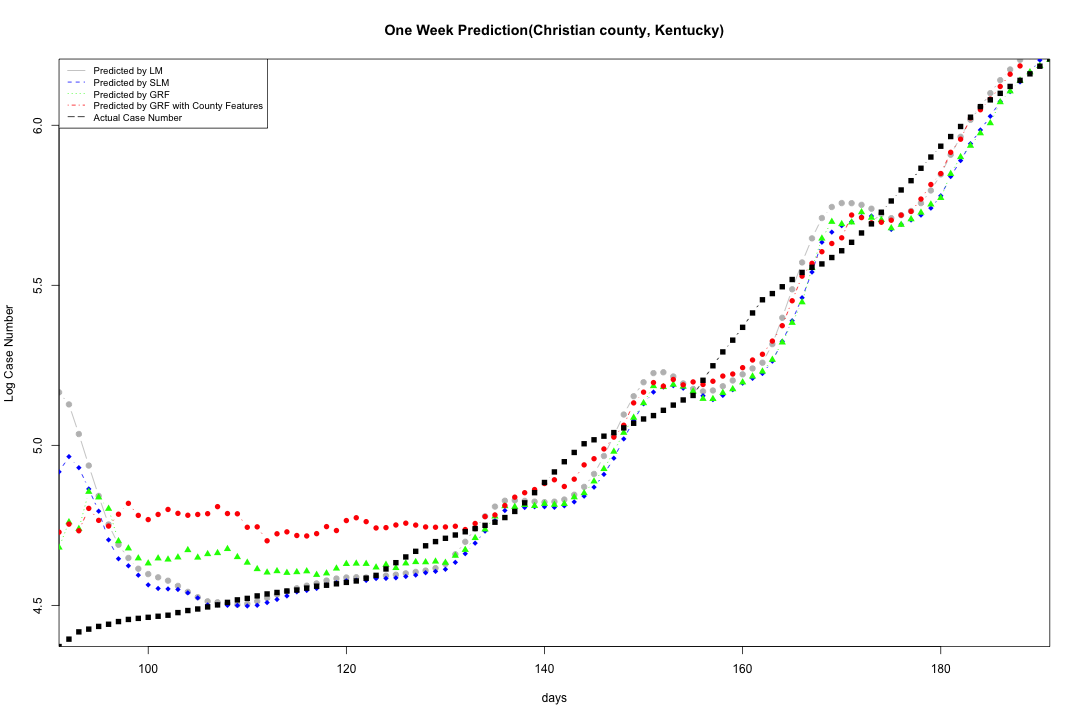 One Week Prediction(Christian county, Kentucky)
Predicted by LM
Predicted by SLM
Predicted by GRF
Predicted by GRF with County Features
Actual Case Number
6.0
5.5
5.0
4.5
Log Case Number
100 120 140 160 180
days